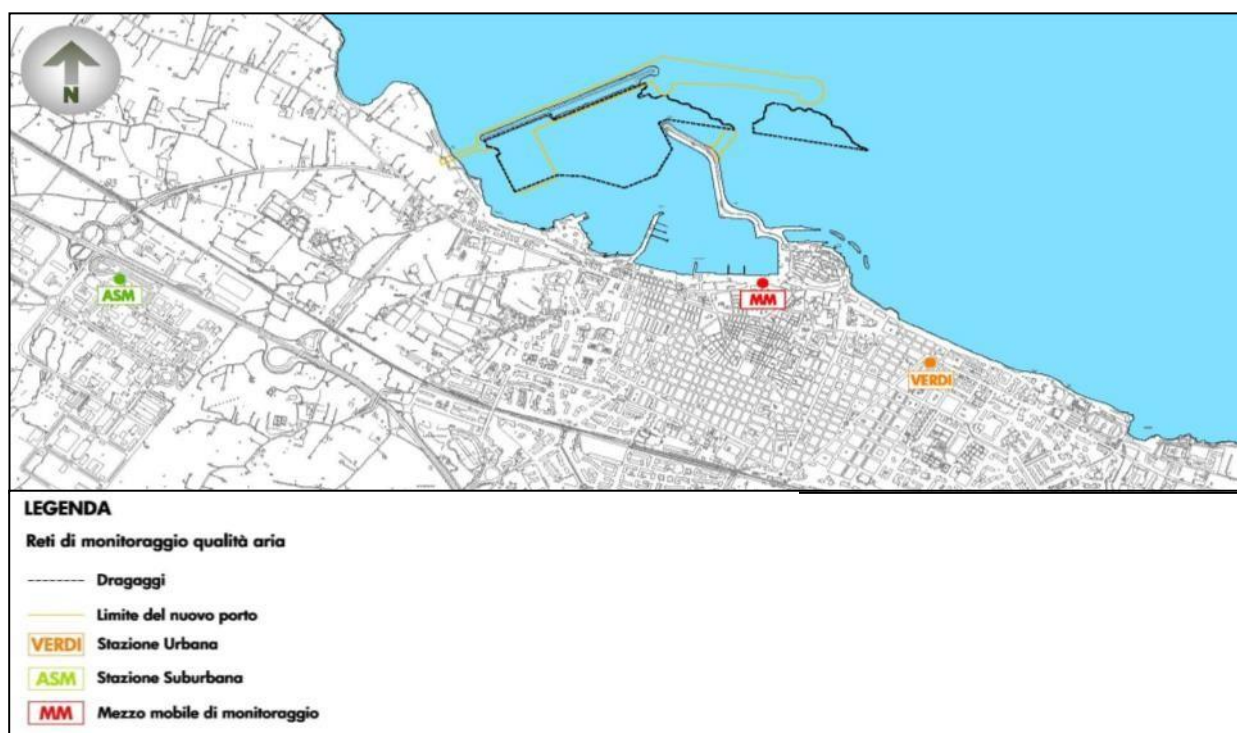 N
ASM
MM
VERDI
LEGENDA
Reti di monitoraggio qualità aria
Dragaggi
Limite del nuovo porto
VERDI Stazione Urbana
ASM Stazione Suburbana
MM Mezzo mobile di monitoraggio